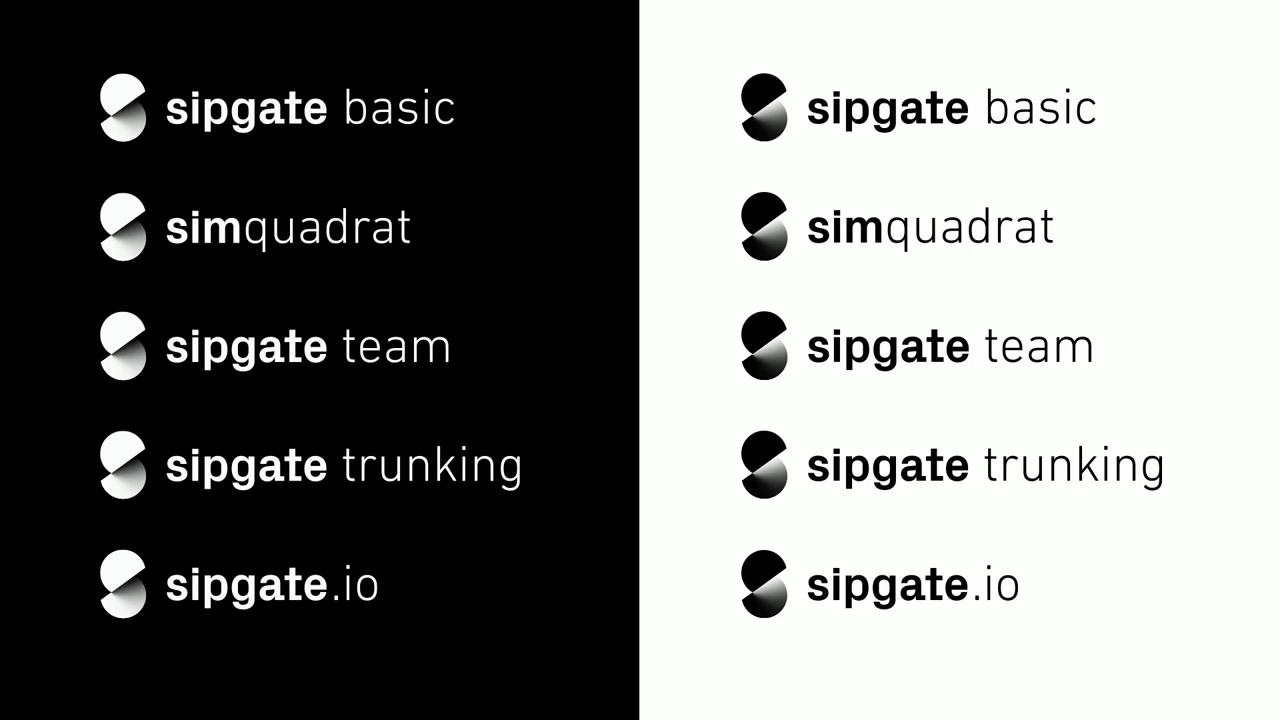 sipgate basic
simquadrat
sipgate team
sipgate trunking
sipgate.io
sipgate basic
simquadrat
sipgate team
sipgate trunking
sipgate.io